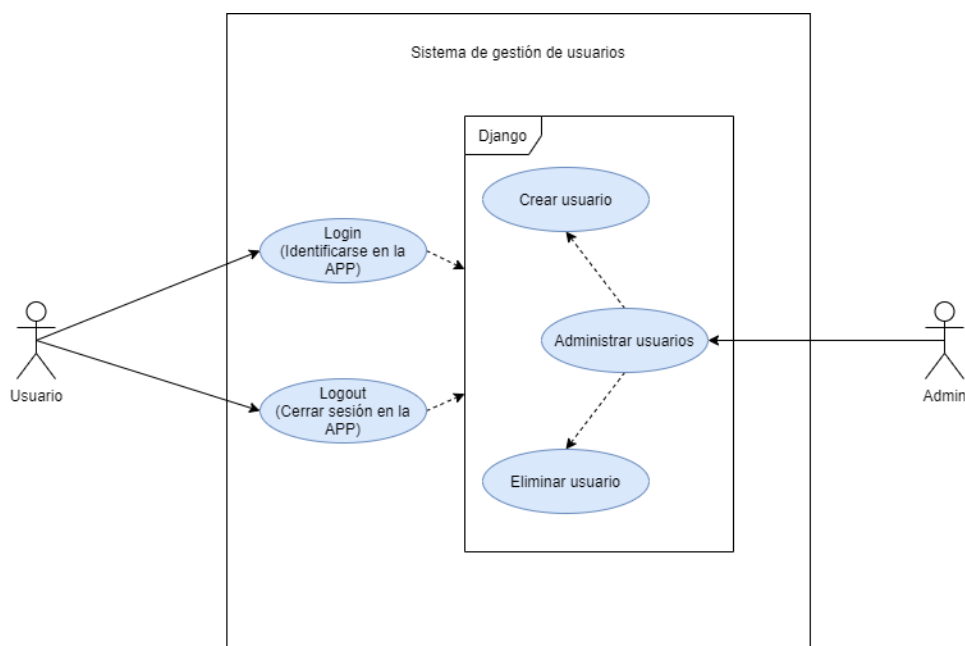 Sistema de gestión de usuarios
Django
Crear usuario
Login
(Identificarse en la
APP)
Administrar usuarios
Usuario
Logout
(Cerrar sesión en la
APP)
Admin
Eliminar usuario